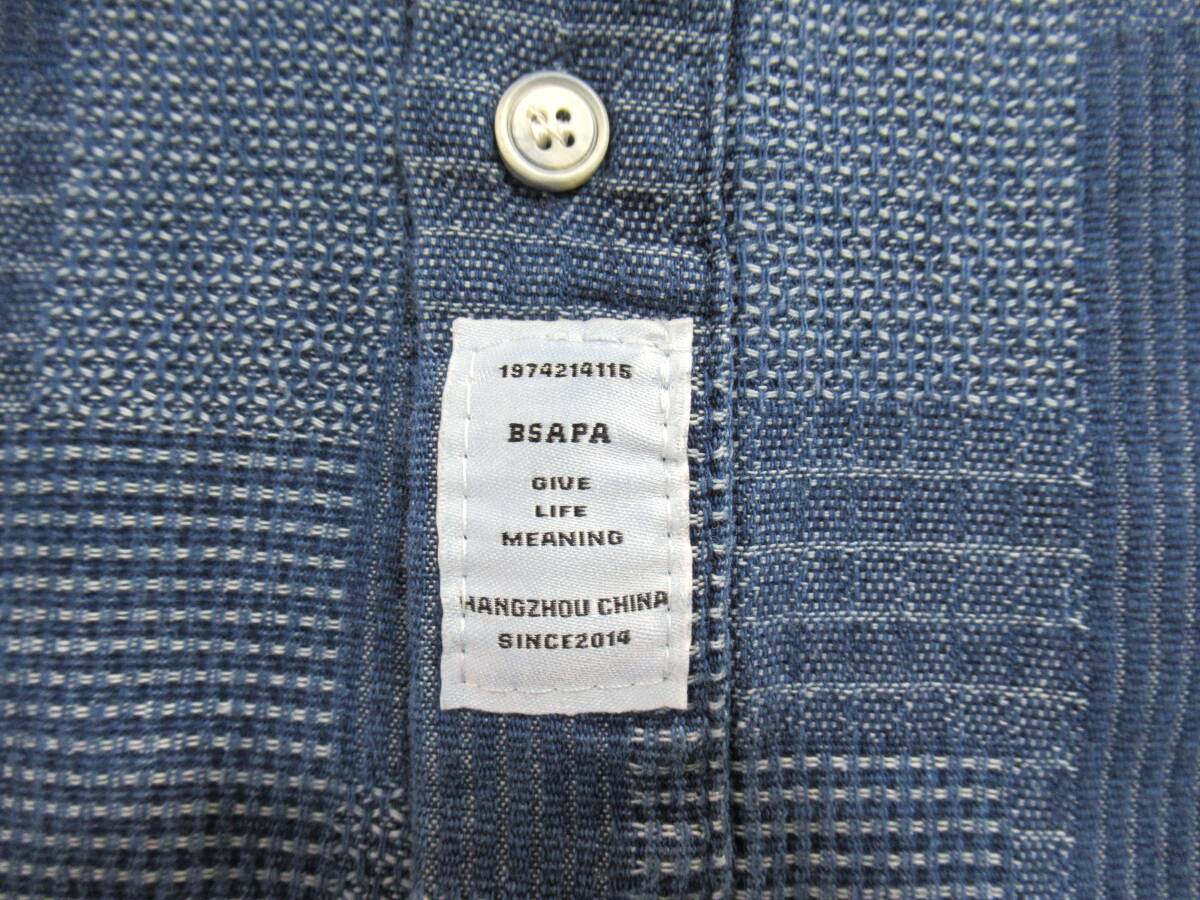 1974214115
BSAPA
GIVE
LIFE
MEANING
HANGZHOU CHINA
SINCE2014